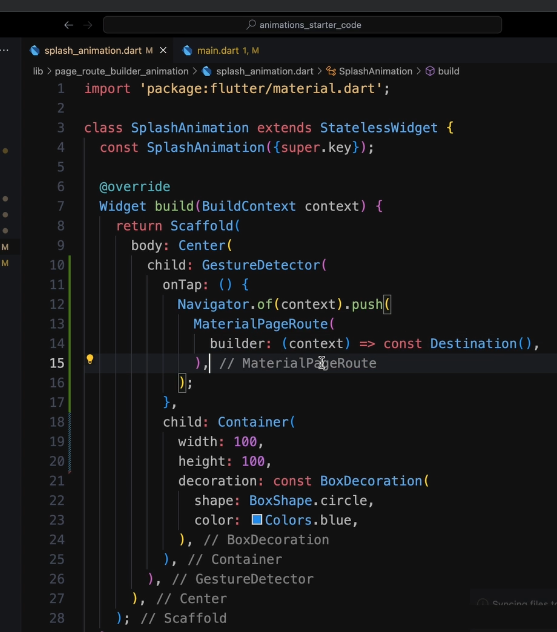 animations_starter_code
splash_animation.dart M
main.dart 1, M
lib > page_route_builder_animation > splash_animation.dart > SplashAnimation > build
1 import 'package:flutter/material.dart';
2
3 class SplashAnimation extends StatelessWidget {
4 const SplashAnimation({super.key});
5
6 @override
7 Widget build(BuildContext context) {
8 return Scaffold(
9 body: Center(
10 child: GestureDetector(
11 onTap: () {
12 Navigator.of(context).push(
13 MaterialPageRoute(
14 builder: (context) => const Destination(),
15 ), // MaterialPageRoute
16 );
17 },
18 child: Container(
19 width: 100,
20 height: 100,
21 decoration: const BoxDecoration(
22 shape: BoxShape.circle,
23 color: Colors.blue,
24 ), // BoxDecoration
25 ), // Container
26 ), // GestureDetector
27 ), // Center
28 ); // Scaffold
M
M
Syncing files to